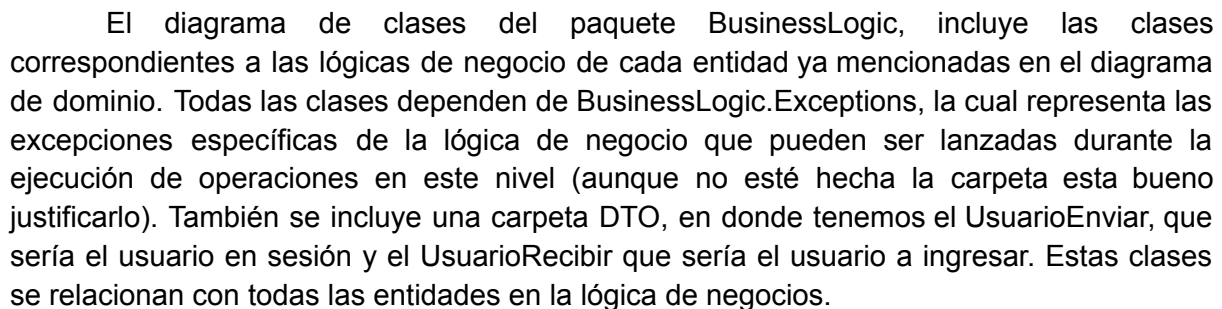 El diagrama de clases del paquete BusinessLogic, incluye las clases
correspondientes a las lógicas de negocio de cada entidad ya mencionadas en el diagrama
de dominio. Todas las clases dependen de BusinessLogic.Exceptions, la cual representa las
excepciones específicas de la lógica de negocio que pueden ser lanzadas durante la
ejecución de operaciones en este nivel (aunque no esté hecha la carpeta esta bueno
justificarlo). También se incluye una carpeta DTO, en donde tenemos el UsuarioEnviar, que
sería el usuario en sesión y el UsuarioRecibir que sería el usuario a ingresar. Estas clases
se relacionan con todas las entidades en la lógica de negocios.